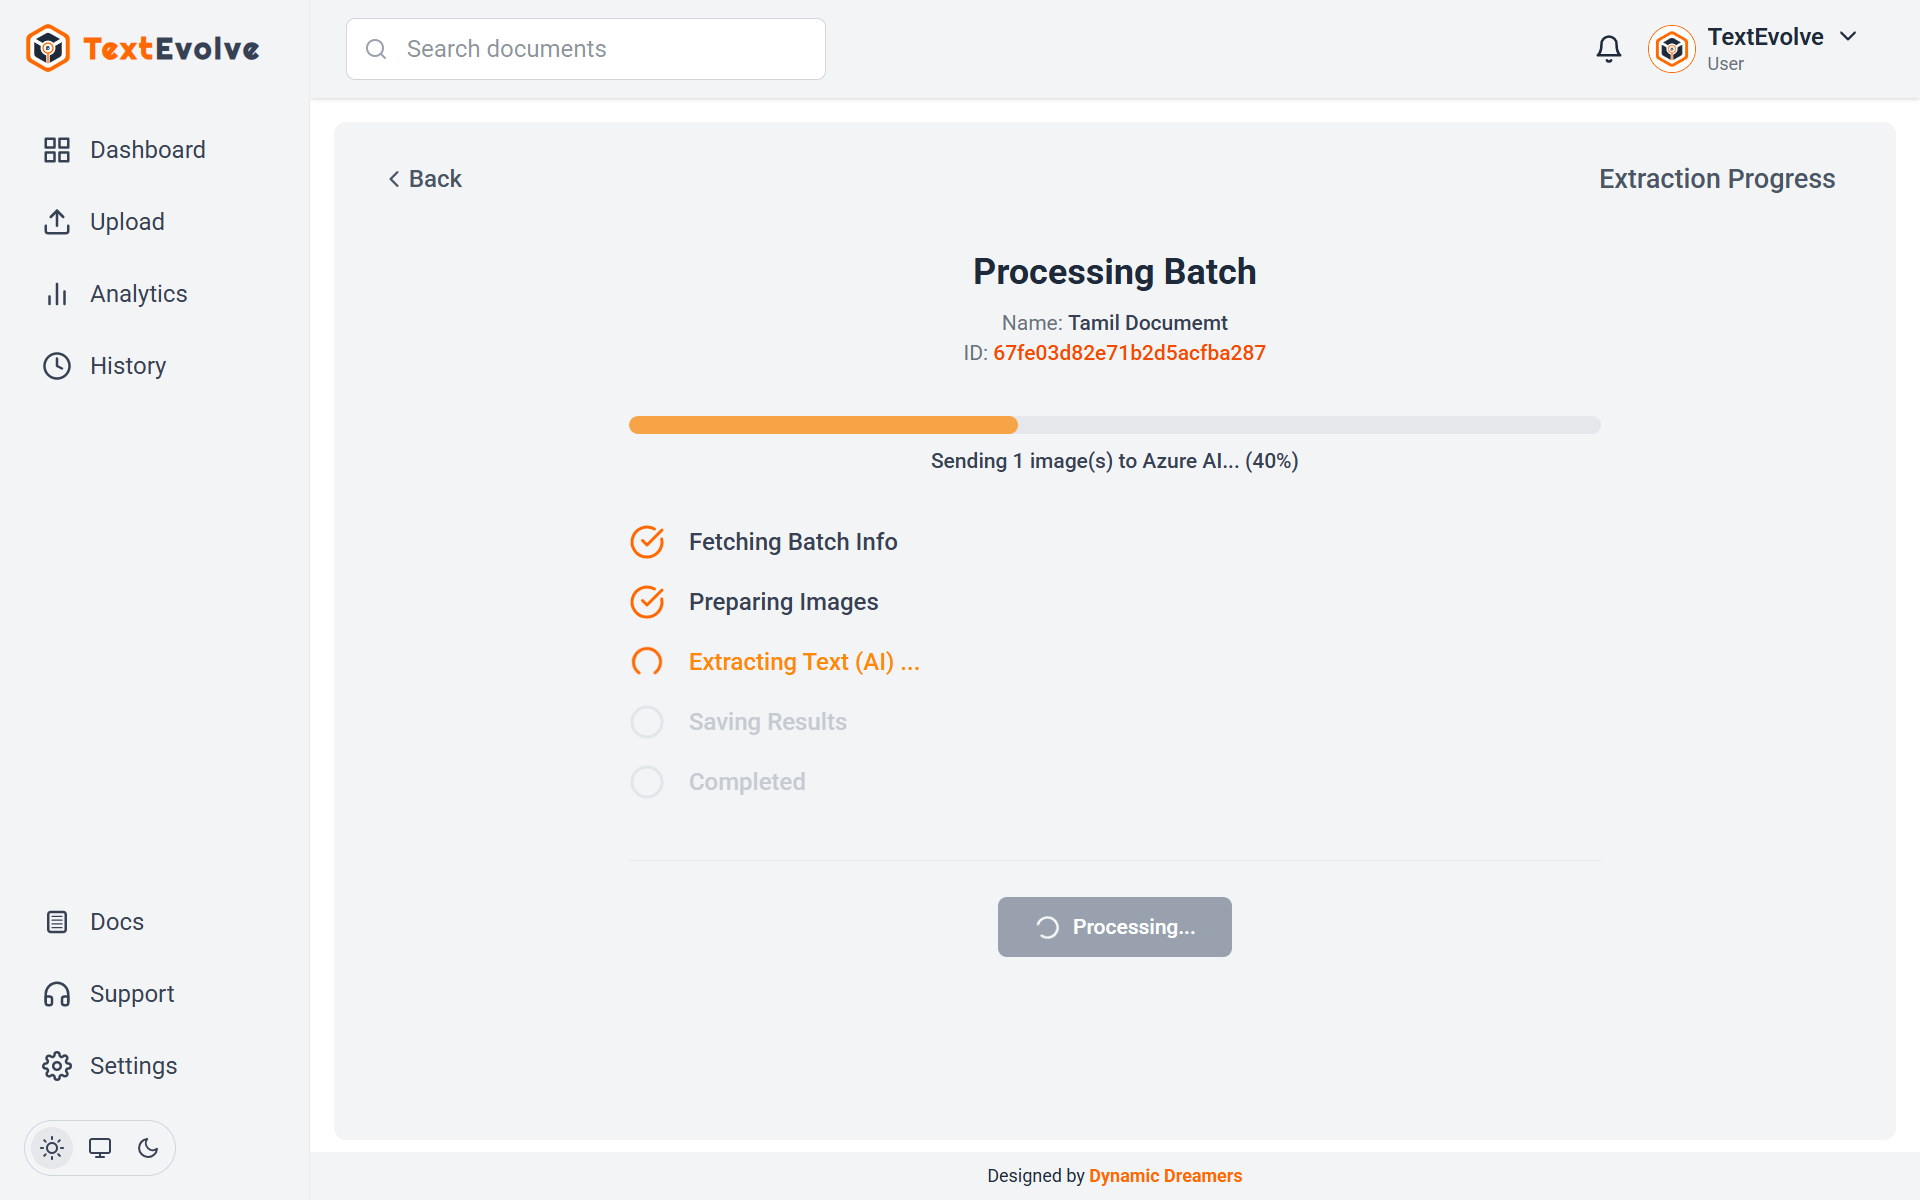 TextEvolve
Search documents
TextEvolve
User
Dashboard
Upload
Analytics
History
Docs
Support
Settings
Back
Extraction Progress
Processing Batch
Name: Tamil Documemt
ID: 67fe03d82e71b2d5acfba287
Sending 1 image(s) to Azure AI... (40%)
Fetching Batch Info
Preparing Images
Extracting Text (AI) ...
Saving Results
Completed
Processing...
Designed by Dynamic Dreamers